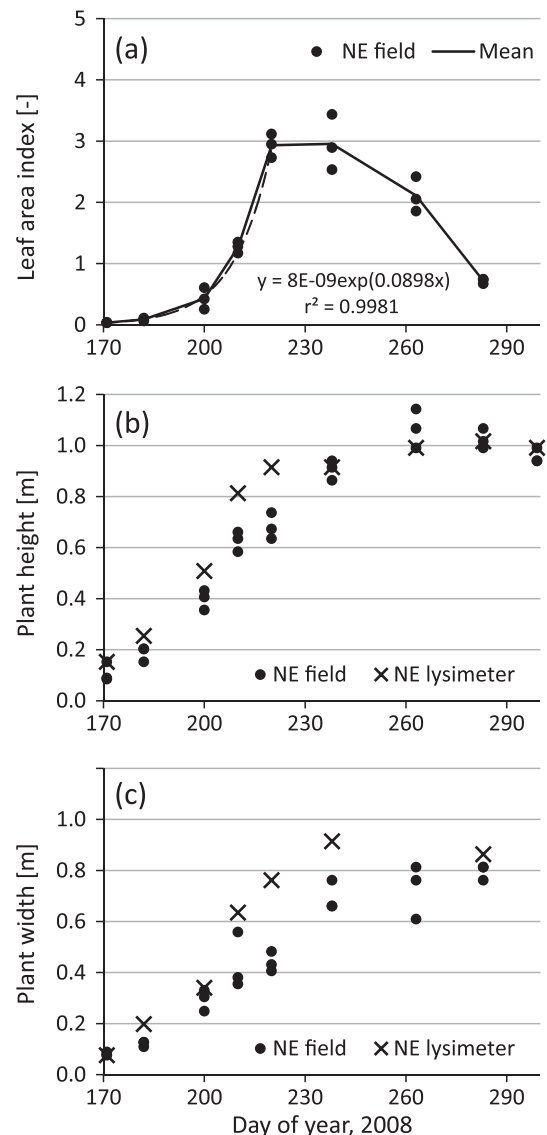 (a)
NE field
Mean
Leaf area index [-]
5
4
3
2
1
0
y = 8E-09exp(0.0898x)
r² = 0.9981
170 200 230 260 290
(b)
Plant height [m]
1.2
1.0
0.8
0.6
0.4
0.2
0.0
NE field
NE lysimeter
170 200 230 260 290
(c)
Plant width [m]
1.0
0.8
0.6
0.4
0.2
0.0
NE field
NE lysimeter
170 200 230 260 290
Day of year, 2008